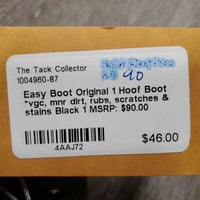 The Tack Collector
1004960-87
90
Easy Boot Original 1 Hoof Boot
*vgc, mnr dirt, rubs, scratches &
stains Black 1 MSRP: $90.00
4AAJ72
$46.00